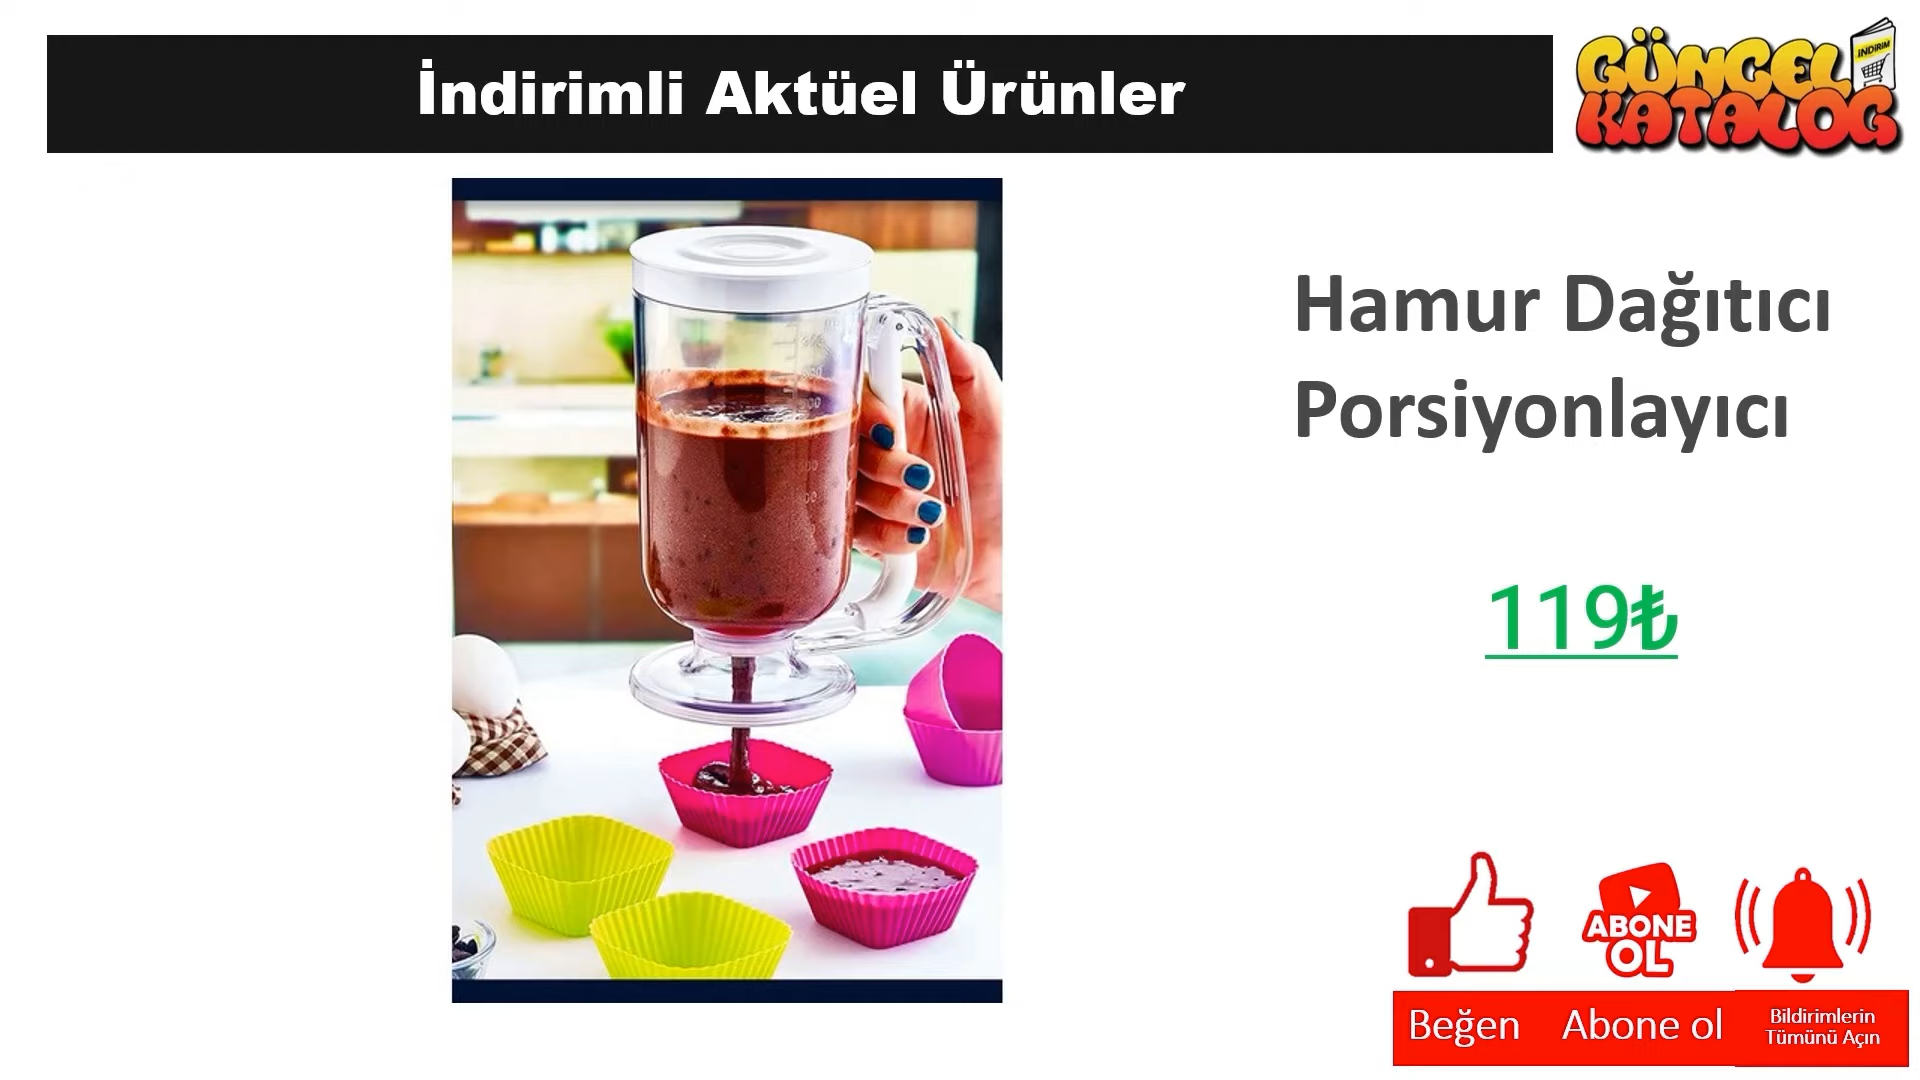 İndirimli Aktüel Ürünler
GÜNCEL
İNDİRİM
KATALOG
Hamur Dağıtıcı
Porsiyonlayıcı
119₺
ABONE
OL
Beğen
Abone ol
Bildirimlerin
Tümünü Açın